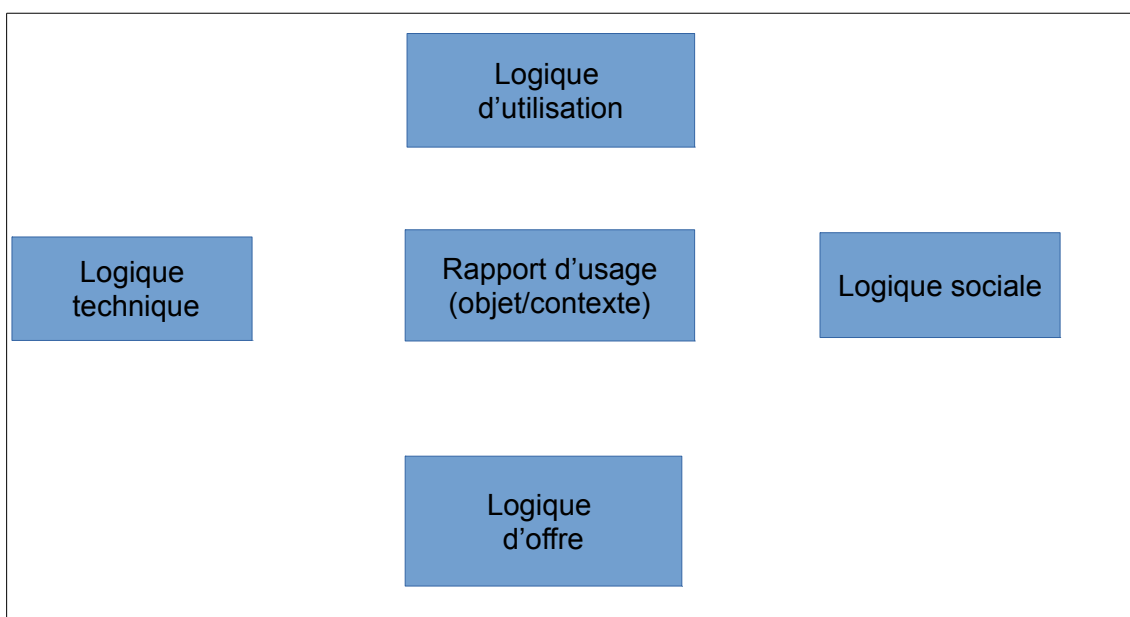 Logique
d’utilisation
Logique
technique
Rapport d’usage
(objet/contexte)
Logique sociale
Logique
d’offre